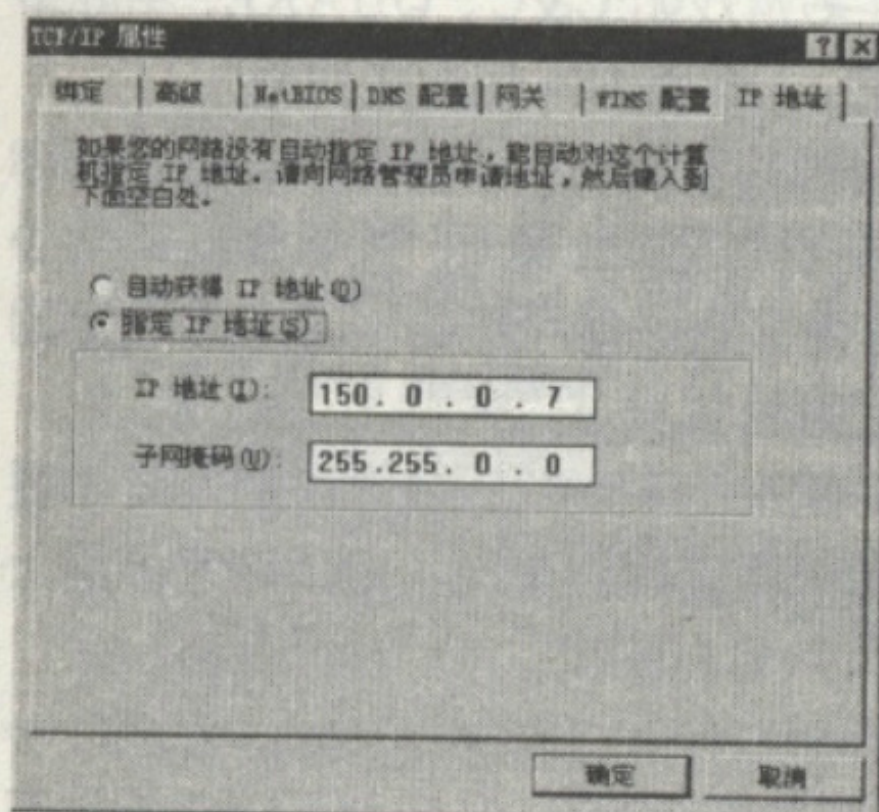 TCP/IP 属性
绑定 高级 NetBIOS DNS 配置 网关 WINS 配置 IP 地址
如果您的网络没有自动指定 IP 地址，能自动对这个计算
机指定 IP 地址. 请向网络管理员申请地址，然后键入到
下面空白处.
自动获得 IP 地址(O)
指定 IP 地址(S)
IP 地址(I):
150. 0 . 0 . 7
子网掩码(U):
255.255. 0 . 0
确定 取消